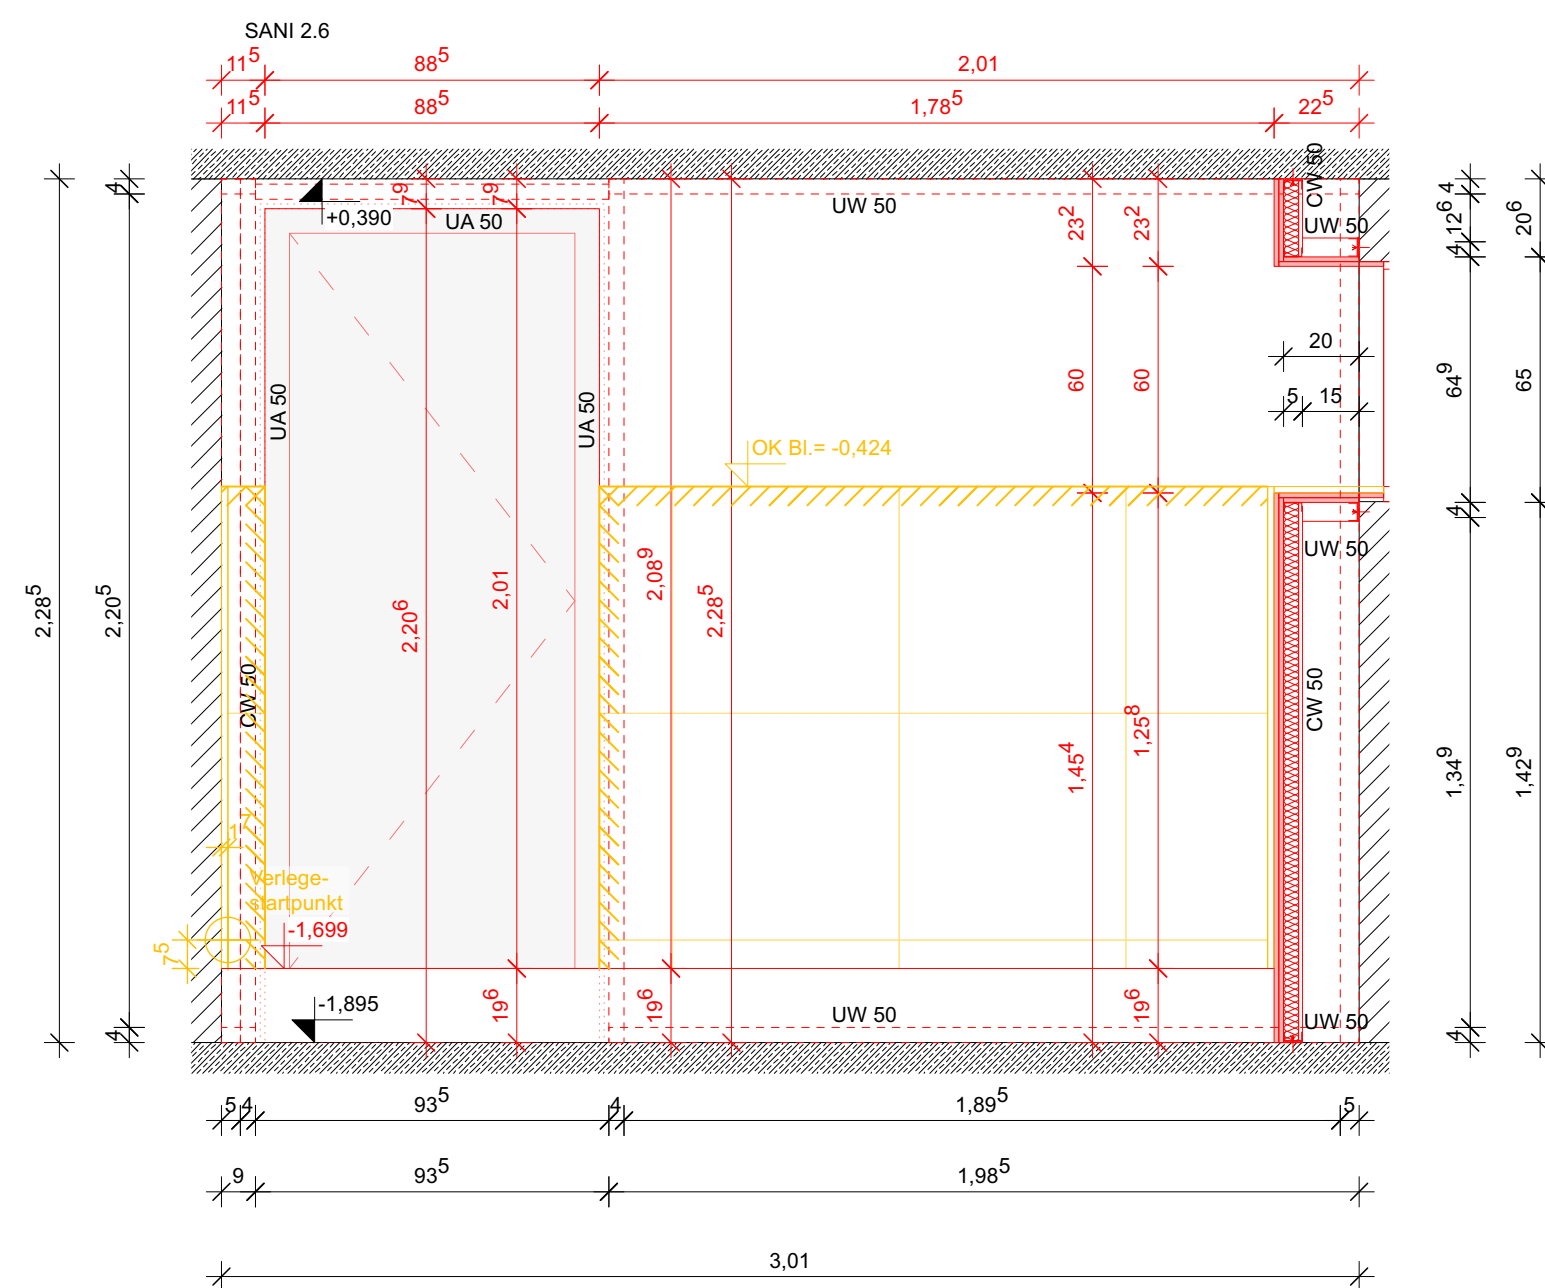 SANI 2.6
11⁵ 88⁵ 2,01
11⁵ 88⁵ 1,78⁵ 22⁵
+0,390
UA 50
UW 50
CW 50
UW 50
7⁹ 7⁹
23² 23²
4 12⁶ 4
20⁶
4
20
5 15
UA 50
UA 50
60 60
64⁹ 65
OK Bl.= -0,424
4
UW 50
2,28⁵ 2,20⁵
2,20⁶ 2,01 2,08⁹ 2,28⁵
CW 50
CW 50
1,45⁴ 1,25⁸
1,34⁹ 1,42⁹
1⁷
Verlege-
startpunkt
-1,699
7⁵
-1,895
19⁶ 19⁶ 19⁶
UW 50
UW 50
4
4
5 4 93⁵ 4 1,89⁵ 5
9 93⁵ 1,98⁵
3,01